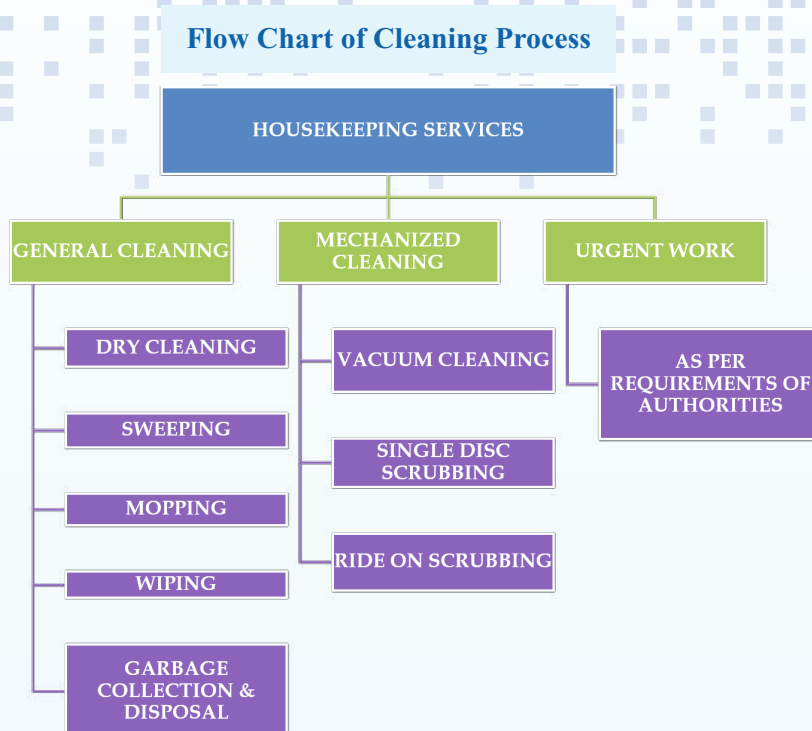 Flow Chart of Cleaning Process
HOUSEKEEPING SERVICES
GENERAL CLEANING
DRY CLEANING
SWEEPING
MOPPING
WIPING
GARBAGE
COLLECTION &
DISPOSAL
MECHANIZED
CLEANING
VACUUM CLEANING
SINGLE DISC
SCRUBBING
RIDE ON SCRUBBING
URGENT WORK
AS PER
REQUIREMENTS OF
AUTHORITIES